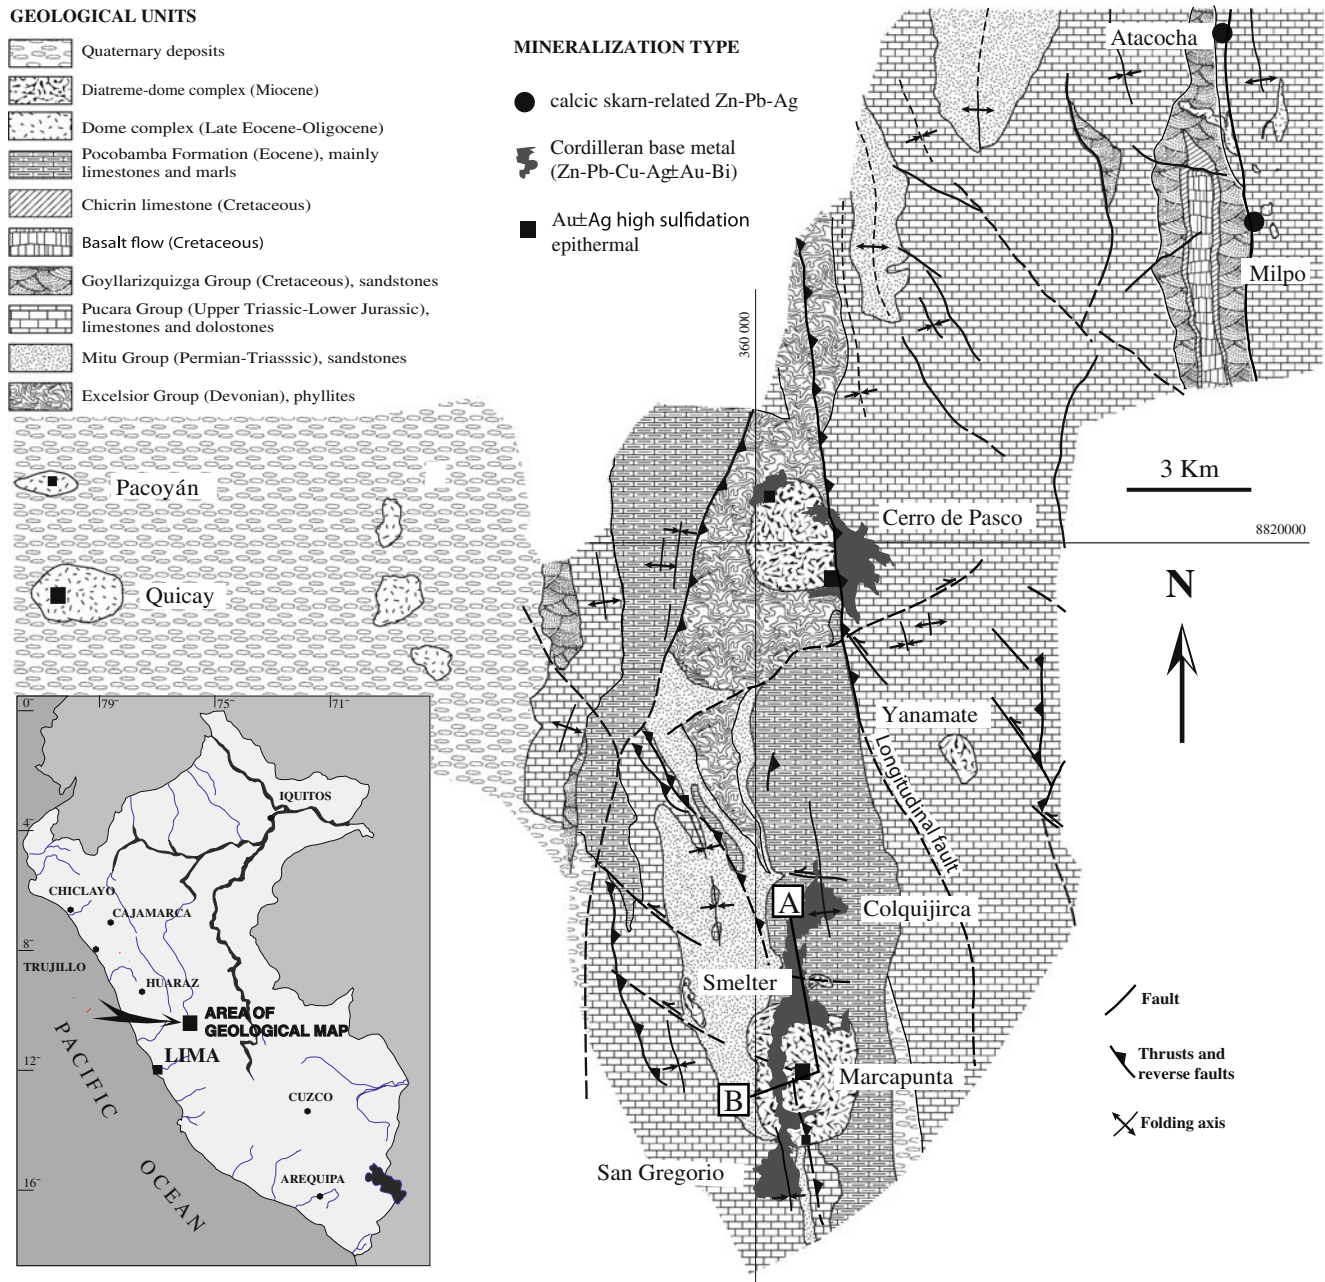 GEOLOGICAL UNITS
Quaternary deposits
Diatreme-dome complex (Miocene)
Dome complex (Late Eocene-Oligocene)
Pocobamba Formation (Eocene), mainly
limestones and marls
Chicrin limestone (Cretaceous)
Basalt flow (Cretaceous)
Goyllarizquizga Group (Cretaceous), sandstones
Pucara Group (Upper Triassic-Lower Jurassic),
limestones and dolostones
Mitu Group (Permian-Triasssic), sandstones
Excelsior Group (Devonian), phyllites
MINERALIZATION TYPE
calcic skarn-related Zn-Pb-Ag
Cordilleran base metal
(Zn-Pb-Cu-Ag±Au-Bi)
Au±Ag high sulfidation
epithermal
Atacocha
Milpo
360 000
3 Km
8820000
N
Pacoyán
Quicay
Cerro de Pasco
Yanamate
Longitudinal fault
A
Colquijirca
Smelter
Marcapunta
B
San Gregorio
Fault
Thrusts and
reverse faults
Folding axis
0-
79-
75-
71-
4-
8-
12-
16-
IQUITOS
CHICLAYO
CAJAMARCA
TRUJILLO
HUARAZ
AREA OF
GEOLOGICAL MAP
LIMA
CUZCO
AREQUIPA
PACIFIC
OCEAN